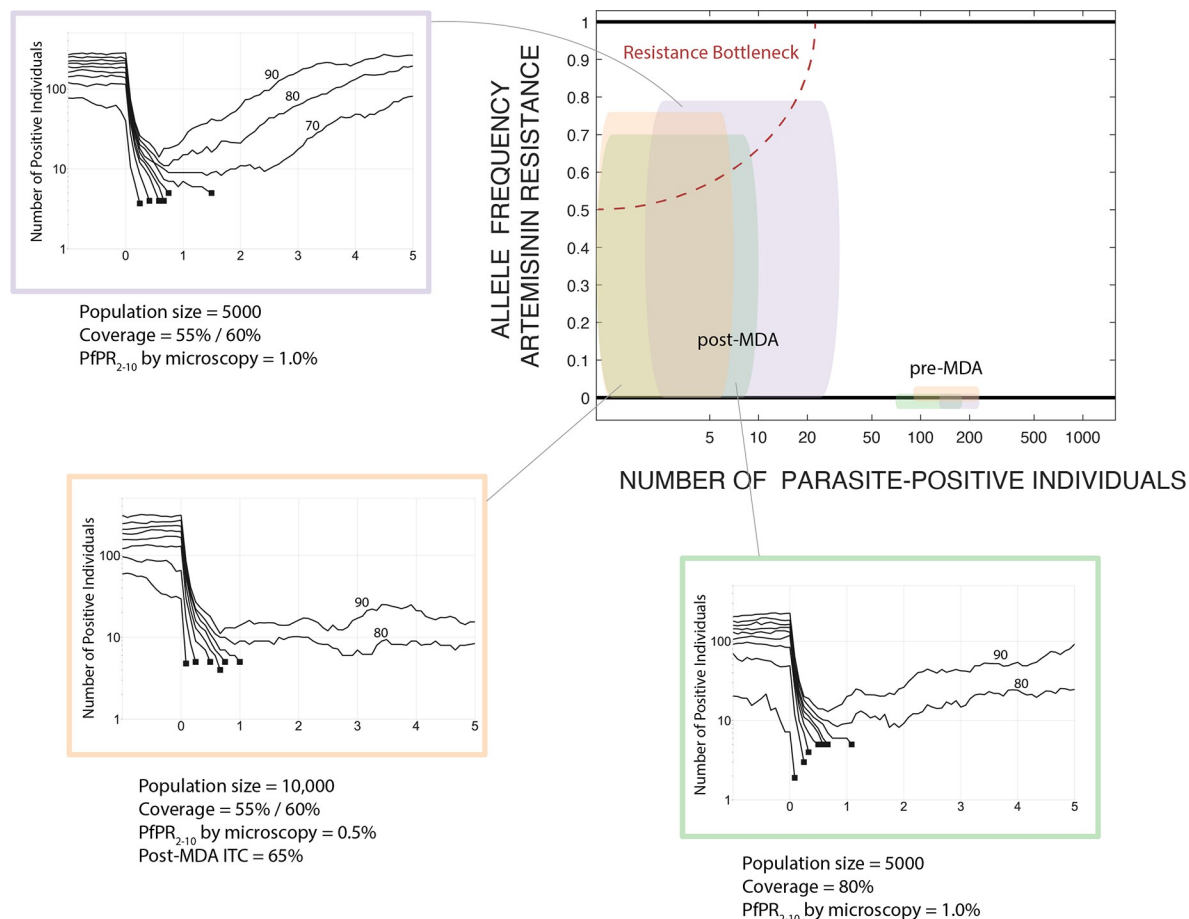 Number of Positive Individuals
100
10
1
90
80
70
0
1
2
3
4
5
Population size = 5000
Coverage = 55% / 60%
PfPR2-10 by microscopy = 1.0%
ALLELE FREQUENCY
ARTEMISININ RESISTANCE
1
0.9
0.8
0.7
0.6
0.5
0.4
0.3
0.2
0.1
0
Resistance Bottleneck
post-MDA
pre-MDA
5
10
20
50
100
200
500
1000
NUMBER OF PARASITE-POSITIVE INDIVIDUALS
Number of Positive Individuals
100
10
1
90
80
0
1
2
3
4
5
Population size = 10,000
Coverage = 55% / 60%
PfPR2-10 by microscopy = 0.5%
Post-MDA ITC = 65%
Number of Positive Individuals
100
10
1
90
80
0
1
2
3
4
5
Population size = 5000
Coverage = 80%
PfPR2-10 by microscopy = 1.0%